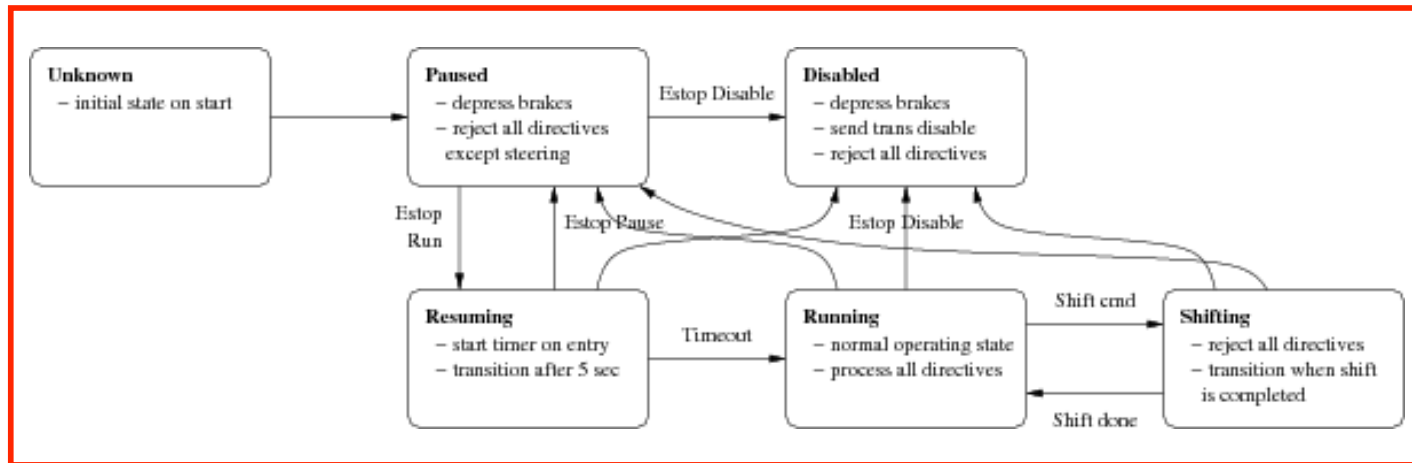 Unknown
– initial state on start
Paused
– depress brakes
– reject all directives
except steering
Estop Disable
Disabled
– depress brakes
– send trans disable
– reject all directives
Estop
Run
Estop Pause
Estop Disable
Resuming
– start timer on entry
– transition after 5 sec
Timeout
Running
– normal operating state
– process all directives
Shift cmd
Shift done
Shifting
– reject all directives
– transition when shift
is completed